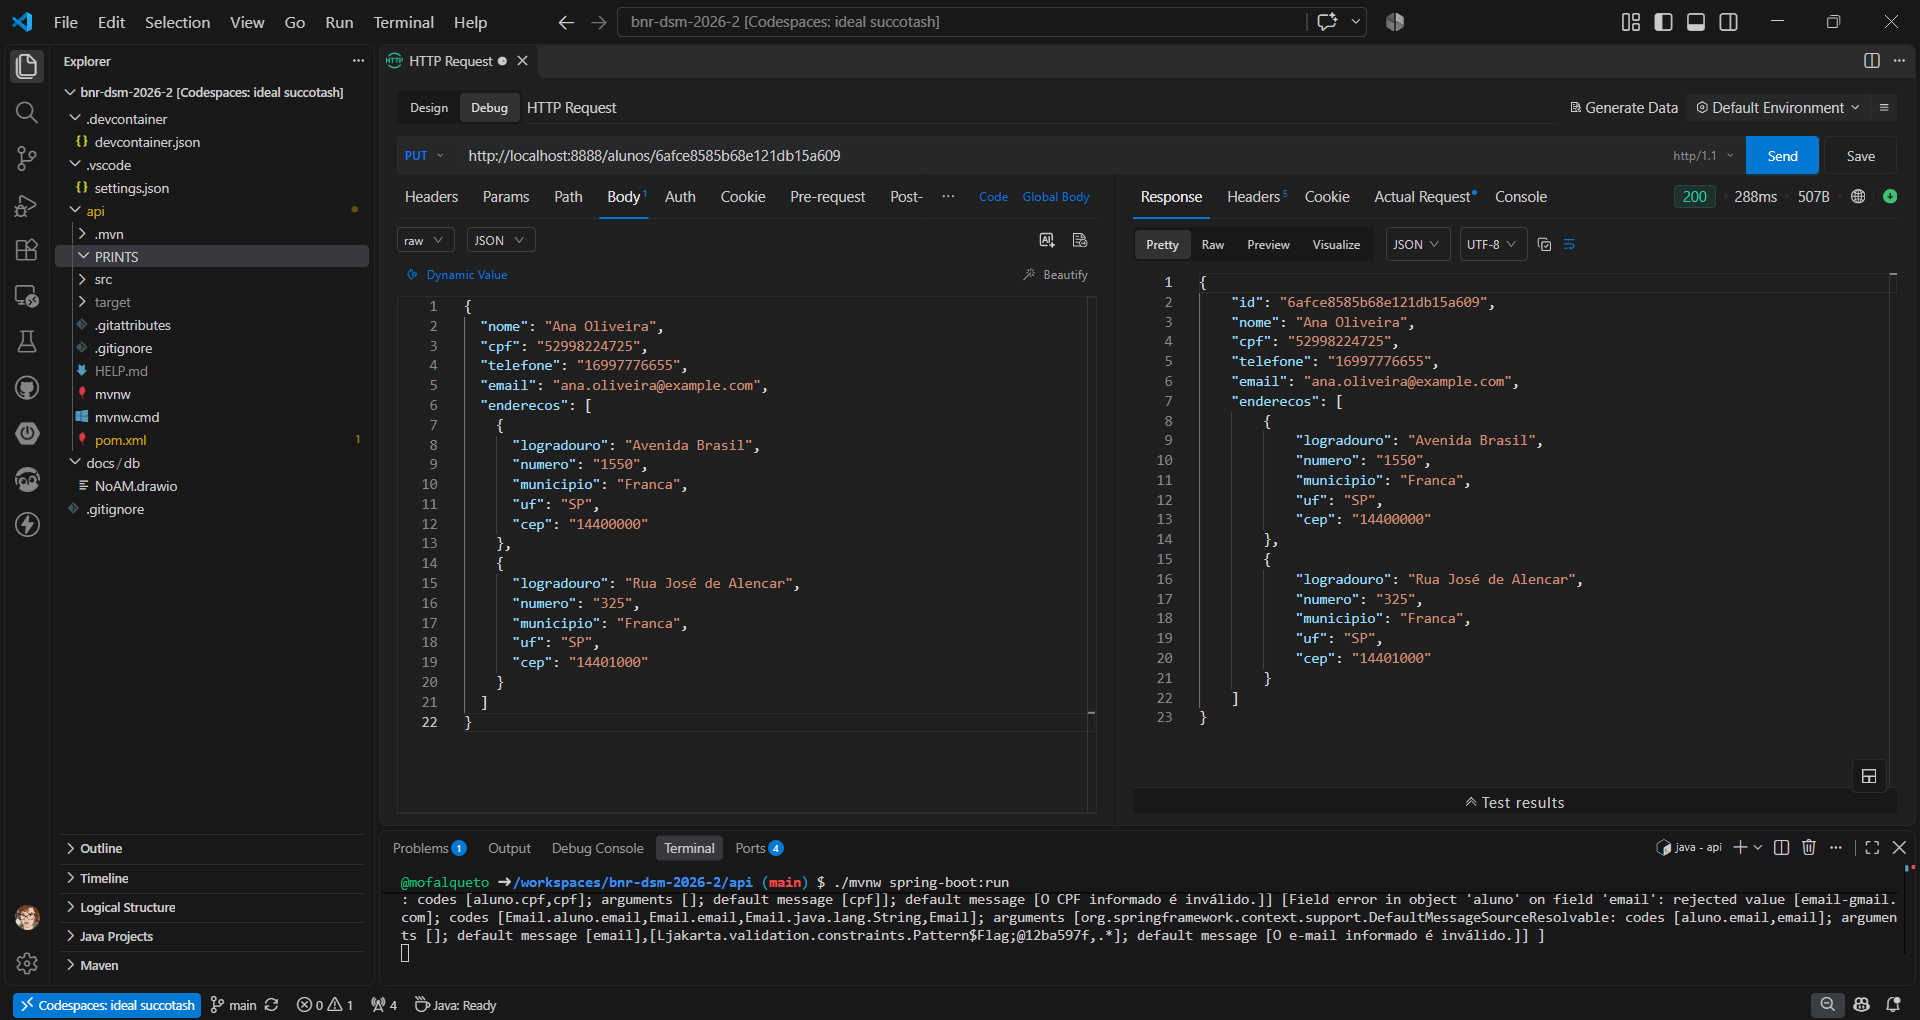 File Edit Selection View Go Run Terminal Help
bnr-dsm-2026-2 [Codespaces: ideal succotash]
Explorer
bnr-dsm-2026-2 [Codespaces: ideal succotash]
.devcontainer
{} devcontainer.json
.vscode
{} settings.json
api
.mvn
PRINTS
src
target
.gitattributes
.gitignore
HELP.md
mvnw
mvnw.cmd
pom.xml 1
docs / db
NoAM.drawio
.gitignore
Outline
Timeline
Logical Structure
Java Projects
Maven
HTTP HTTP Request
Design Debug HTTP Request
Generate Data Default Environment
PUT http://localhost:8888/alunos/6afce8585b68e121db15a609 http/1.1 Send Save
Headers Params Path Body 1 Auth Cookie Pre-request Post- ··· Code Global Body
raw JSON
Dynamic Value Beautify
1 {
2 "nome": "Ana Oliveira",
3 "cpf": "52998224725",
4 "telefone": "16997776655",
5 "email": "ana.oliveira@example.com",
6 "enderecos": [
7 {
8 "logradouro": "Avenida Brasil",
9 "numero": "1550",
10 "municipio": "Franca",
11 "uf": "SP",
12 "cep": "14400000"
13 },
14 {
15 "logradouro": "Rua José de Alencar",
16 "numero": "325",
17 "municipio": "Franca",
18 "uf": "SP",
19 "cep": "14401000"
20 }
21 ]
22 }
Response Headers 5 Cookie Actual Request Console 200 288ms 507B
Pretty Raw Preview Visualize JSON UTF-8
1 {
2 "id": "6afce8585b68e121db15a609",
3 "nome": "Ana Oliveira",
4 "cpf": "52998224725",
5 "telefone": "16997776655",
6 "email": "ana.oliveira@example.com",
7 "enderecos": [
8 {
9 "logradouro": "Avenida Brasil",
10 "numero": "1550",
11 "municipio": "Franca",
12 "uf": "SP",
13 "cep": "14400000"
14 },
15 {
16 "logradouro": "Rua José de Alencar",
17 "numero": "325",
18 "municipio": "Franca",
19 "uf": "SP",
20 "cep": "14401000"
21 }
22 ]
23 }
Test results
Problems 1 Output Debug Console Terminal Ports 4
java - api
@mofalqueto ➜/workspaces/bnr-dsm-2026-2/api (main) $ ./mvnw spring-boot:run
: codes [aluno.cpf,cpf]; arguments []; default message [cpf]]; default message [O CPF informado é inválido.]] [Field error in object 'aluno' on field 'email': rejected value [email-gmail.
com]; codes [Email.aluno.email,Email.email,Email.java.lang.String,Email]; arguments [org.springframework.context.support.DefaultMessageSourceResolvable: codes [aluno.email,email]; argumen
ts []; default message [email],[Ljakarta.validation.constraints.Pattern$Flag;@12ba597f,.*]; default message [O e-mail informado é inválido.]] ]
Codespaces: ideal succotash main 0 1 4 Java: Ready